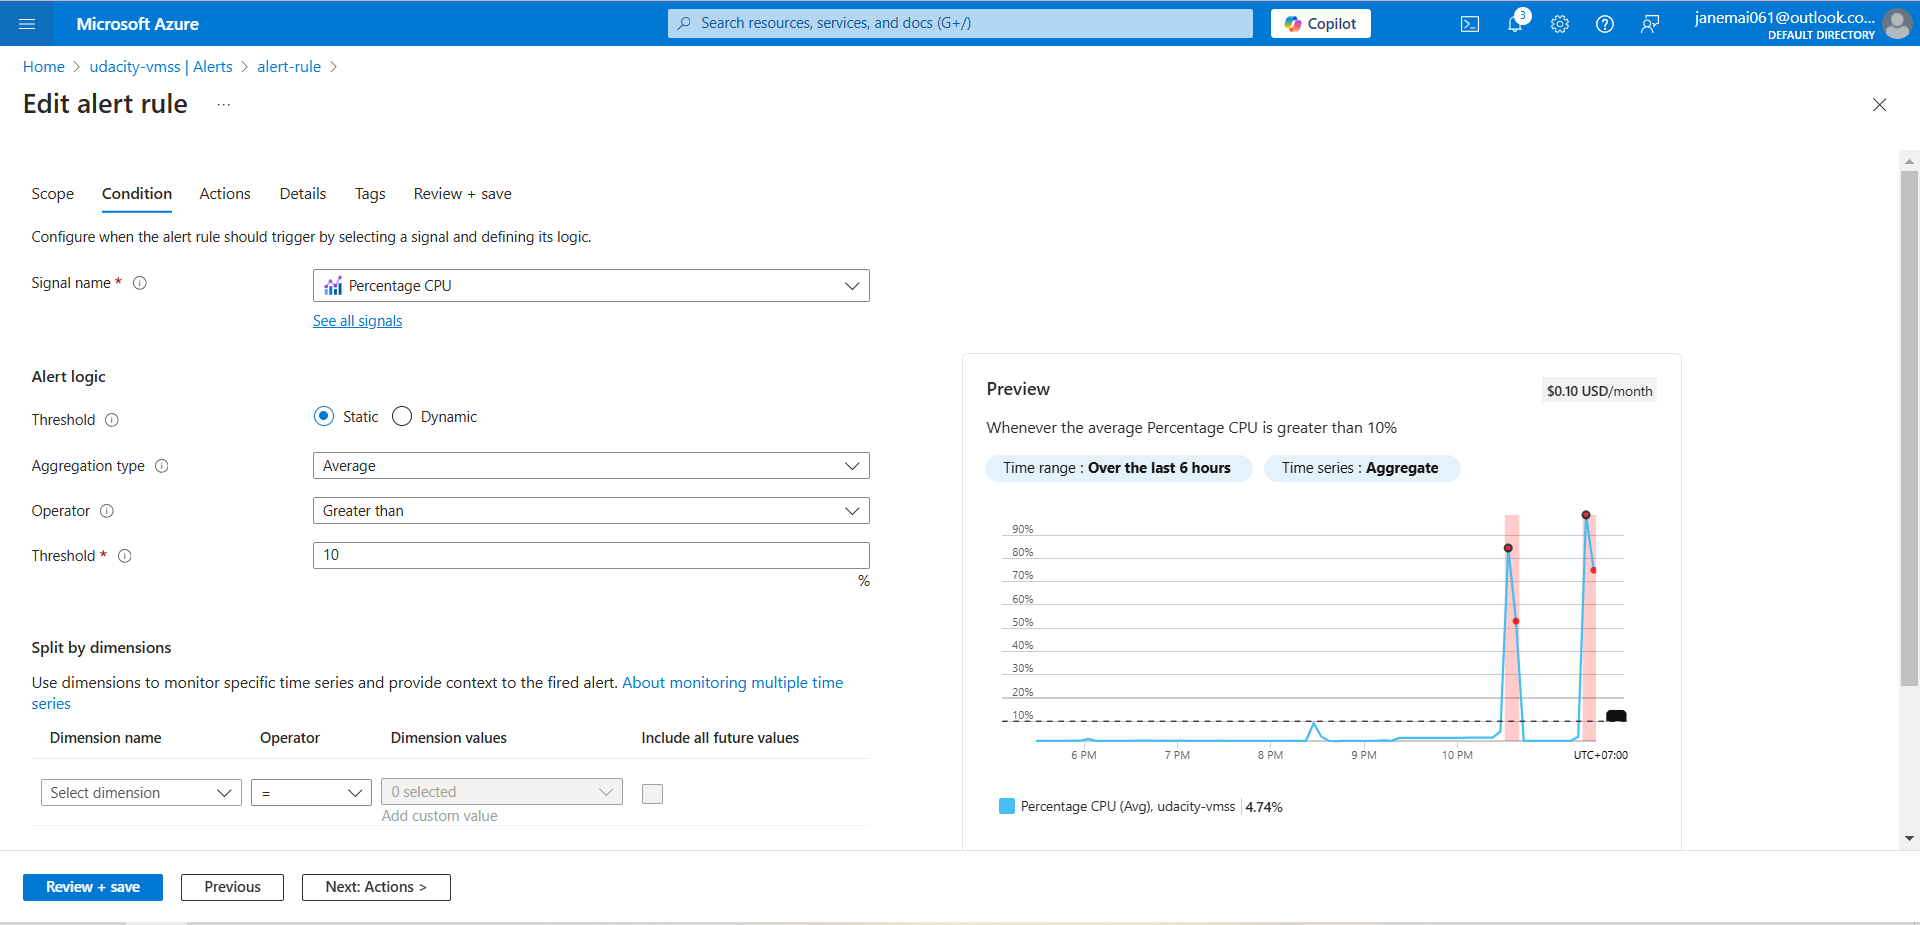 Microsoft Azure
Search resources, services, and docs (G+/)
Copilot
3
janemai061@outlook.co...
DEFAULT DIRECTORY
Home > udacity-vmss | Alerts > alert-rule >
Edit alert rule ...
Scope Condition Actions Details Tags Review + save
Configure when the alert rule should trigger by selecting a signal and defining its logic.
Signal name *
Percentage CPU
See all signals
Alert logic
Threshold
Static Dynamic
Aggregation type
Average
Operator
Greater than
Threshold *
10
%
Split by dimensions
Use dimensions to monitor specific time series and provide context to the fired alert. About monitoring multiple time
series
Dimension name Operator Dimension values Include all future values
Select dimension = 0 selected
Add custom value
Preview
$0.10 USD/month
Whenever the average Percentage CPU is greater than 10%
Time range : Over the last 6 hours Time series : Aggregate
90%
80%
70%
60%
50%
40%
30%
20%
10%
6 PM 7 PM 8 PM 9 PM 10 PM UTC+07:00
Percentage CPU (Avg), udacity-vmss 4.74%
Review + save Previous Next: Actions >